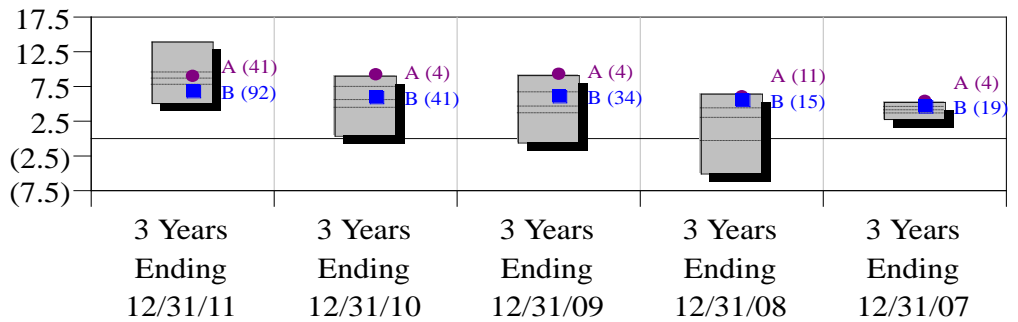 17.5
12.5
7.5
2.5
(2.5)
(7.5)
A (41)
B (92)
A (4)
B (41)
A (4)
B (34)
A (11)
B (15)
A (4)
B (19)
3 Years
Ending
12/31/11
3 Years
Ending
12/31/10
3 Years
Ending
12/31/09
3 Years
Ending
12/31/08
3 Years
Ending
12/31/07